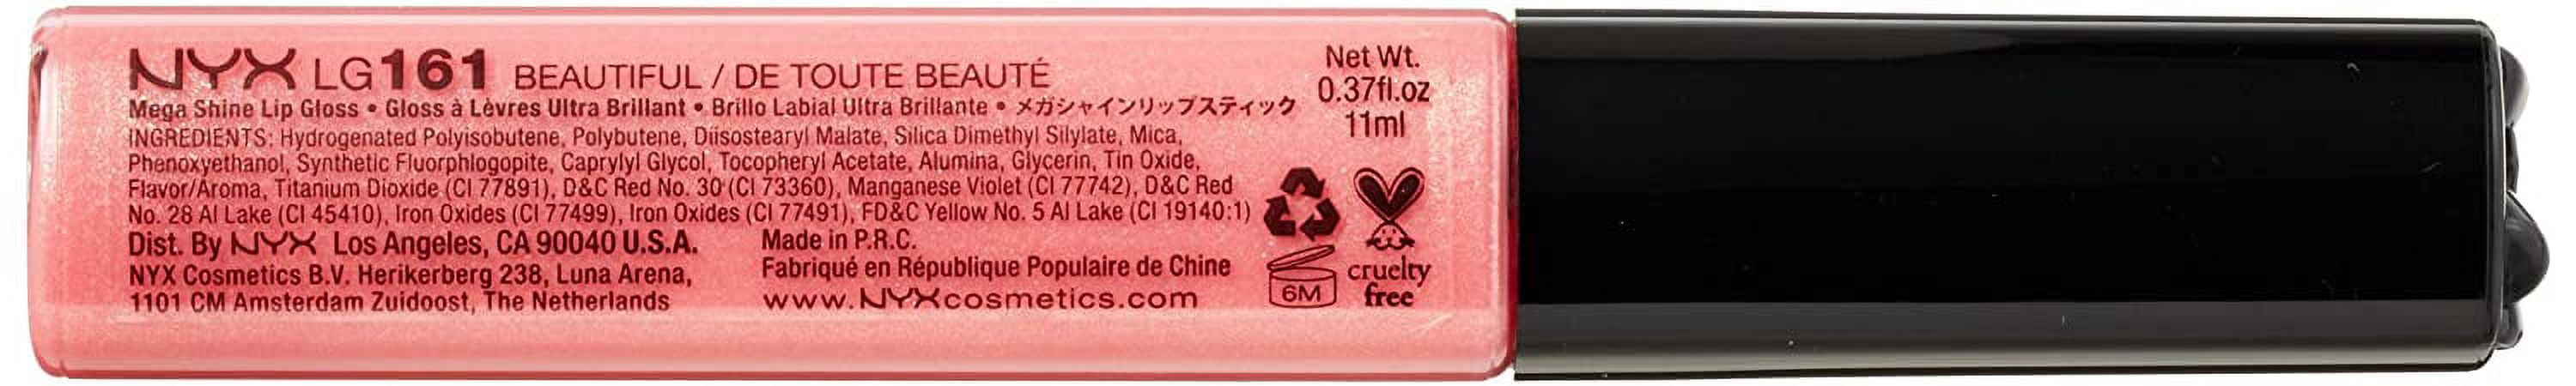 NYX LG161 BEAUTIFUL / DE TOUTE BEAUTÉ
Mega Shine Lip Gloss • Gloss à Lèvres Ultra Brillant • Brillo Labial Ultra Brillante • メガシャインリップスティック
INGREDIENTS: Hydrogenated Polyisobutene, Polybutene, Diisostearyl Malate, Silica Dimethyl Silylate, Mica,
Phenoxyethanol, Synthetic Fluorphlogopite, Caprylyl Glycol, Tocopheryl Acetate, Alumina, Glycerin, Tin Oxide,
Flavor/Aroma, Titanium Dioxide (CI 77891), D&C Red No. 30 (CI 73360), Manganese Violet (CI 77742), D&C Red
No. 28 Al Lake (CI 45410), Iron Oxides (CI 77499), Iron Oxides (CI 77491), FD&C Yellow No. 5 Al Lake (CI 19140:1)
Dist. By NYX Los Angeles, CA 90040 U.S.A.
NYX Cosmetics B.V. Herikerberg 238, Luna Arena,
1101 CM Amsterdam Zuidoost, The Netherlands
Made in P.R.C.
Fabriqué en République Populaire de Chine
www.NYXcosmetics.com
Net Wt.
0.37fl.oz
11ml
6M
cruelty
free